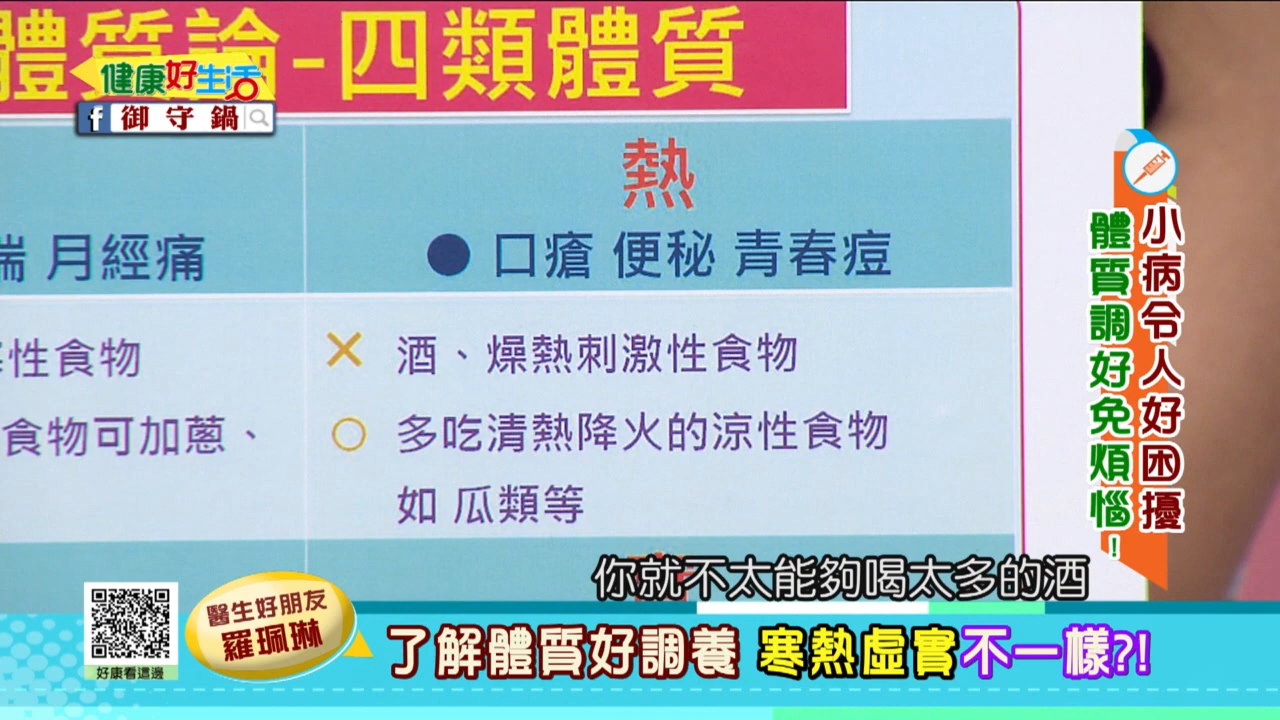 體質論-四類體質
健康好生活
f 御守鍋
熱
月經痛
● 口瘡 便秘 青春痘
性食物
✕ 酒、燥熱刺激性食物
食物可加蔥、
○ 多吃清熱降火的涼性食物
如 瓜類等
小病令人好困擾
體質調好免煩惱!
你就不太能夠喝太多的酒
好康看這邊
醫生好朋友
羅珮琳
了解體質好調養 寒熱虛實不一樣?!